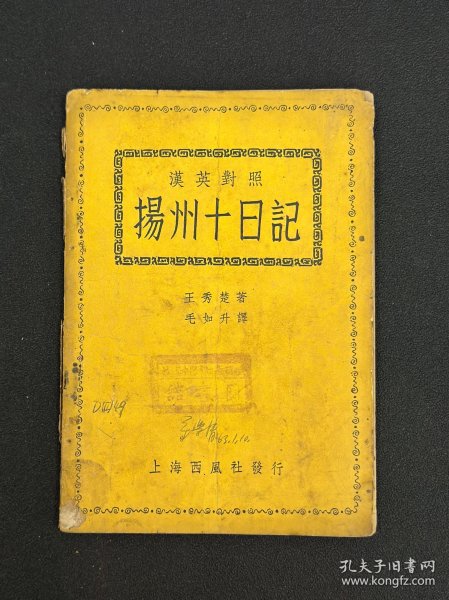 漢英對照
揚州十日記
王秀楚著
毛如升譯
上海西風社發行
孔夫子旧书网
www.kongfz.com